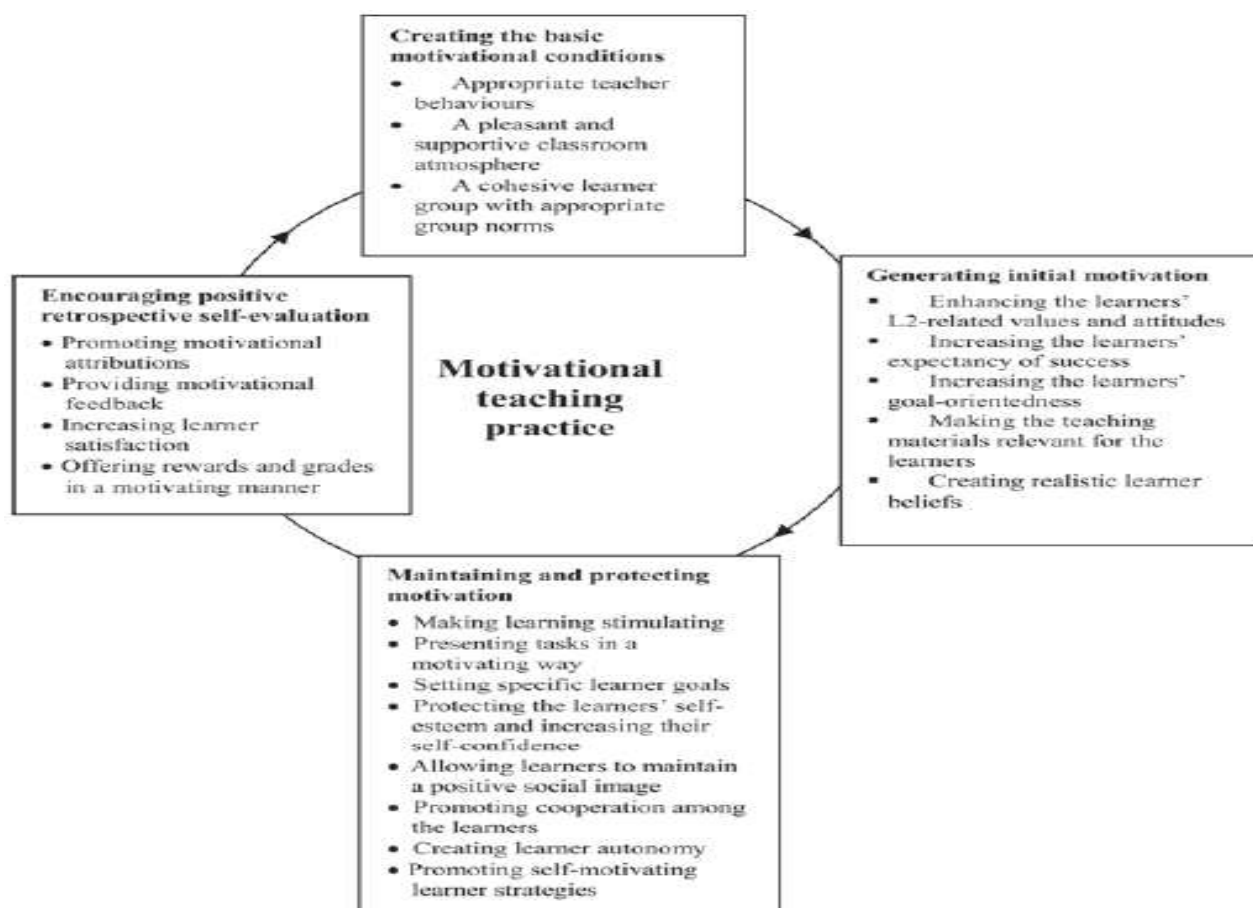 Creating the basic
motivational conditions
• Appropriate teacher
behaviours
• A pleasant and
supportive classroom
atmosphere
• A cohesive learner
group with appropriate
group norms
Generating initial motivation
▪ Enhancing the learners’
L2-related values and attitudes
▪ Increasing the learners’
expectancy of success
▪ Increasing the learners’
goal-orientedness
▪ Making the teaching
materials relevant for the
learners
▪ Creating realistic learner
beliefs
Maintaining and protecting
motivation
• Making learning stimulating
• Presenting tasks in a
motivating way
• Setting specific learner goals
• Protecting the learners’ self-
esteem and increasing their
self-confidence
• Allowing learners to maintain
a positive social image
• Promoting cooperation among
the learners
• Creating learner autonomy
• Promoting self-motivating
learner strategies
Encouraging positive
retrospective self-evaluation
• Promoting motivational
attributions
• Providing motivational
feedback
• Increasing learner
satisfaction
• Offering rewards and grades
in a motivating manner
Motivational
teaching
practice